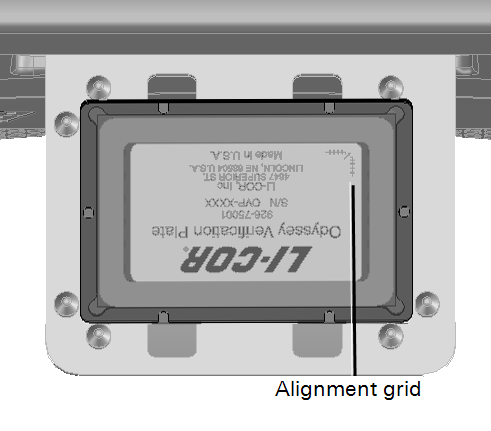 LI-COR®
Odyssey Verification Plate
926-75001
S/N OVP-XXXX
LI-COR, Inc
4647 SUPERIOR ST.
LINCOLN, NE 68504 U.S.A.
Made in U.S.A.
Alignment grid